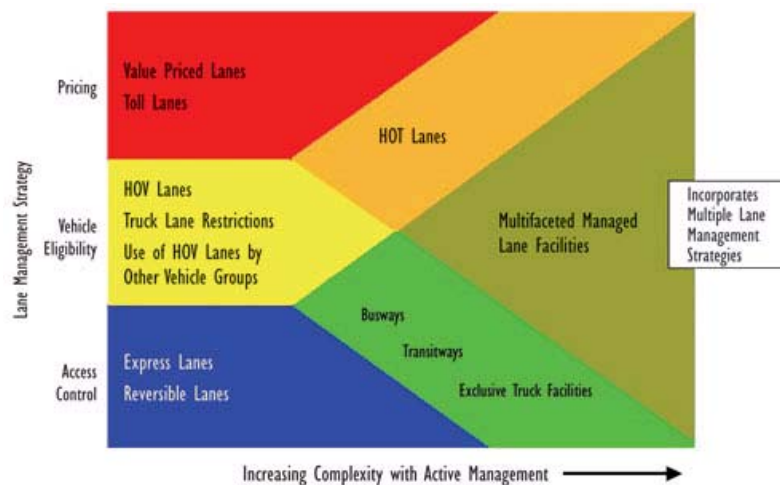 Pricing
Value Priced Lanes
Toll Lanes
HOT Lanes
Lane Management Strategy
Vehicle
Eligibility
HOV Lanes
Truck Lane Restrictions
Use of HOV Lanes by
Other Vehicle Groups
Multifaceted Managed
Lane Facilities
Incorporates
Multiple Lane
Management
Strategies
Busways
Transitways
Exclusive Truck Facilities
Access
Control
Express Lanes
Reversible Lanes
Increasing Complexity with Active Management